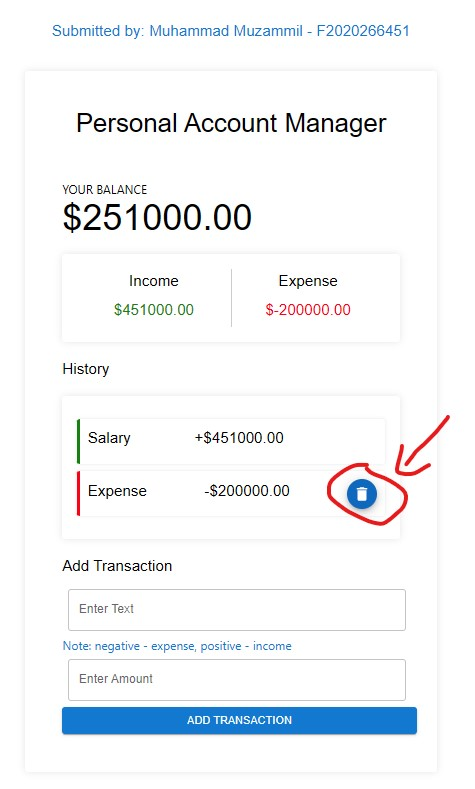 Submitted by: Muhammad Muzammil - F2020266451
Personal Account Manager
YOUR BALANCE
$251000.00
Income
Expense
$451000.00
$-200000.00
History
Salary
+$451000.00
Expense
-$200000.00
Add Transaction
Enter Text
Note: negative - expense, positive - income
Enter Amount
ADD TRANSACTION